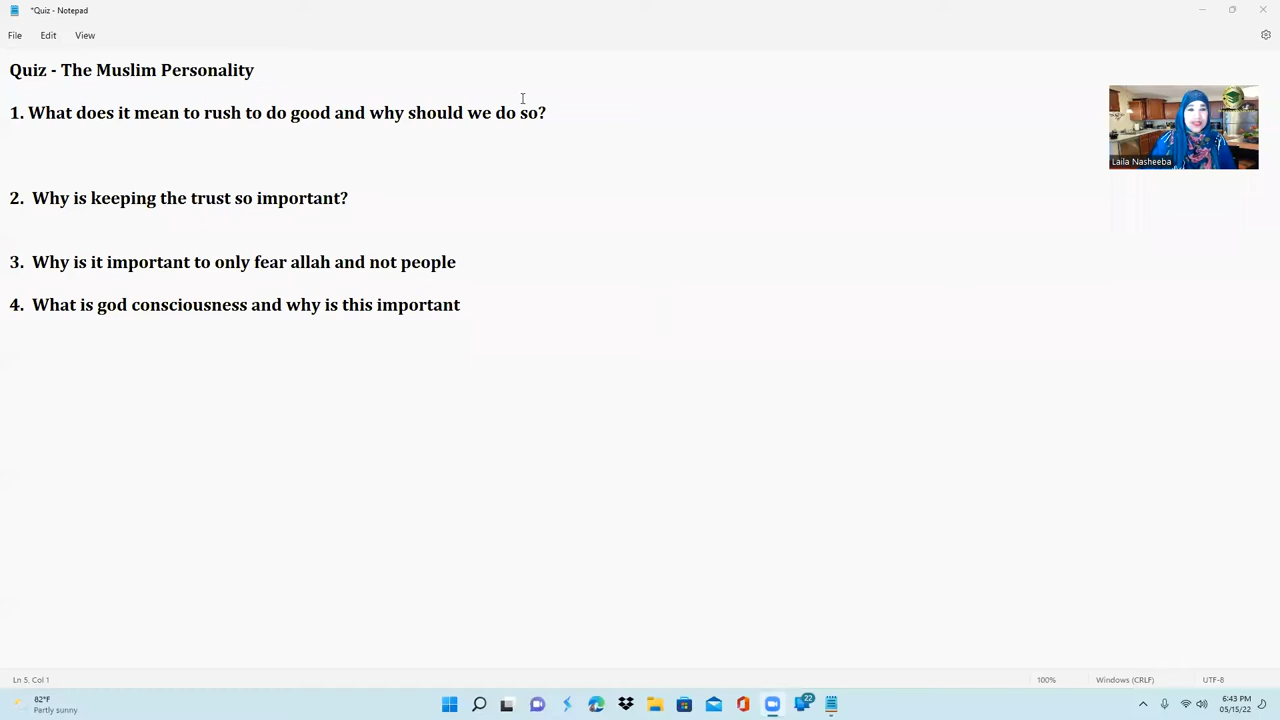 *Quiz - Notepad
File Edit View
Quiz - The Muslim Personality
1. What does it mean to rush to do good and why should we do so?
Laila Nasheeba
2.  Why is keeping the trust so important?
3.  Why is it important to only fear allah and not people
4.  What is god consciousness and why is this important
Ln 5, Col 1 100% Windows (CRLF) UTF-8
82°F
Partly sunny
22
6:43 PM
05/15/22